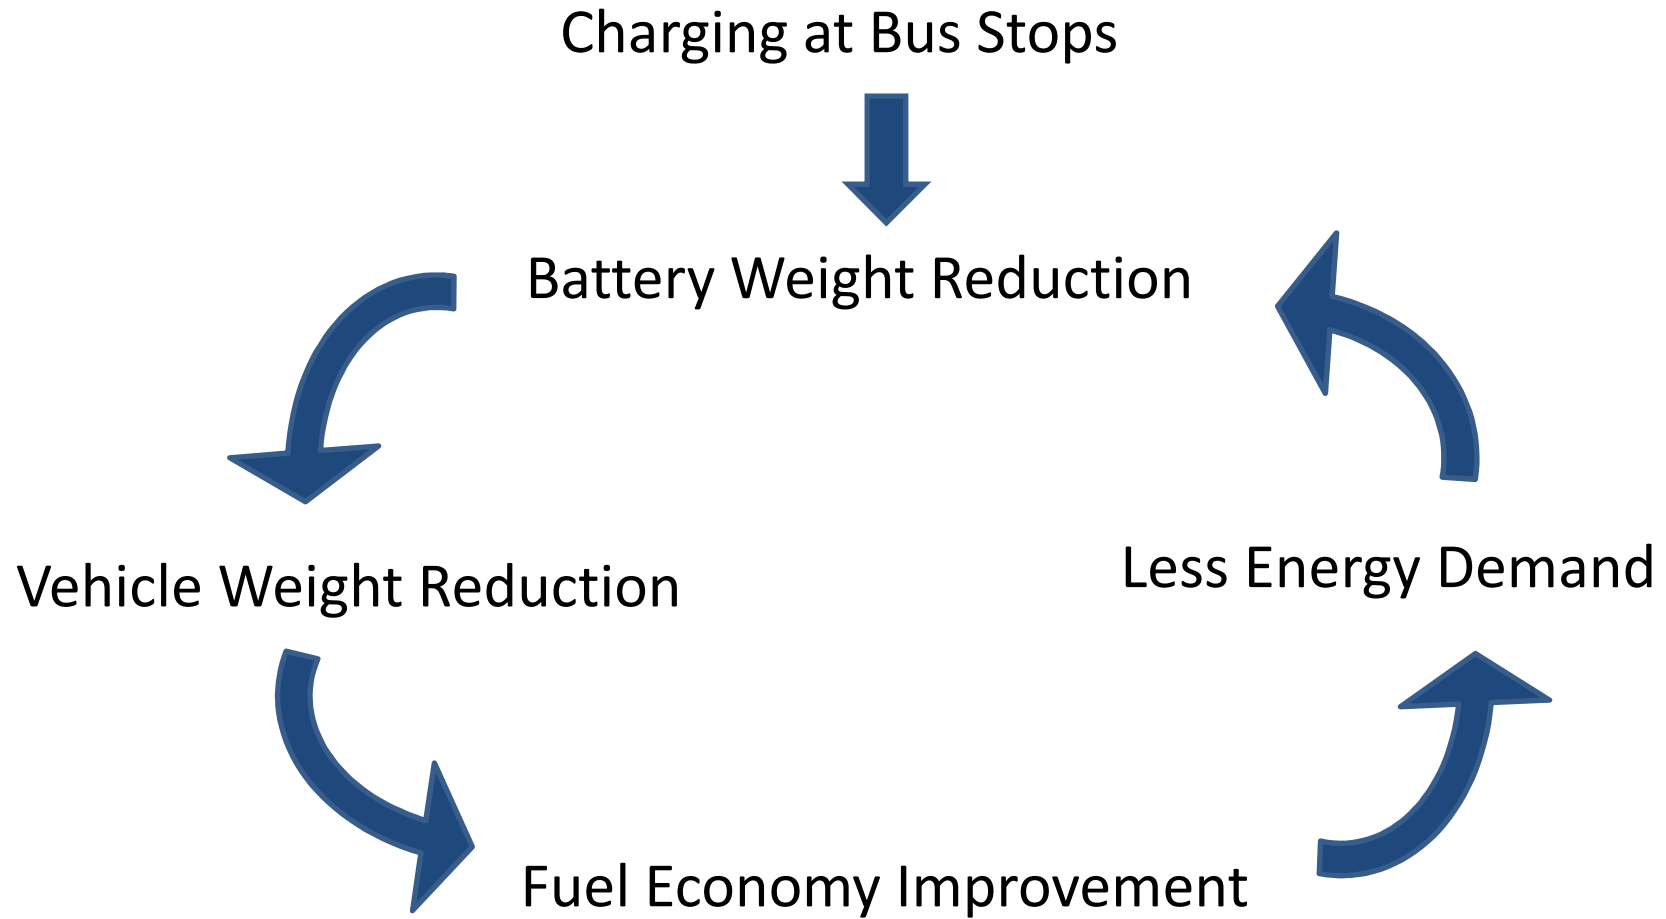 Charging at Bus Stops
Battery Weight Reduction
Vehicle Weight Reduction
Less Energy Demand
Fuel Economy Improvement